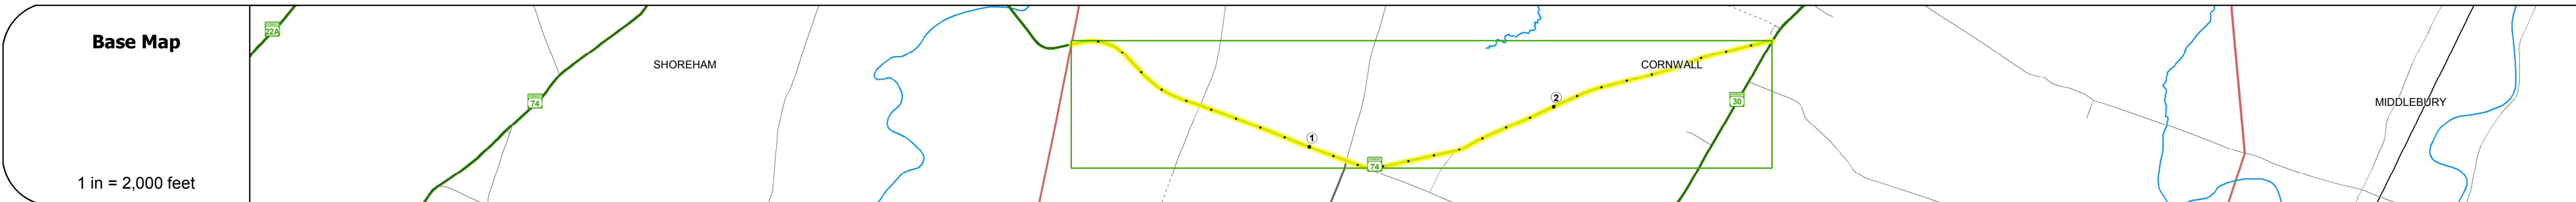 Base Map
1 in = 2,000 feet
22A
74
SHOREHAM
1
74
2
CORNWALL
30
MIDDLEBURY